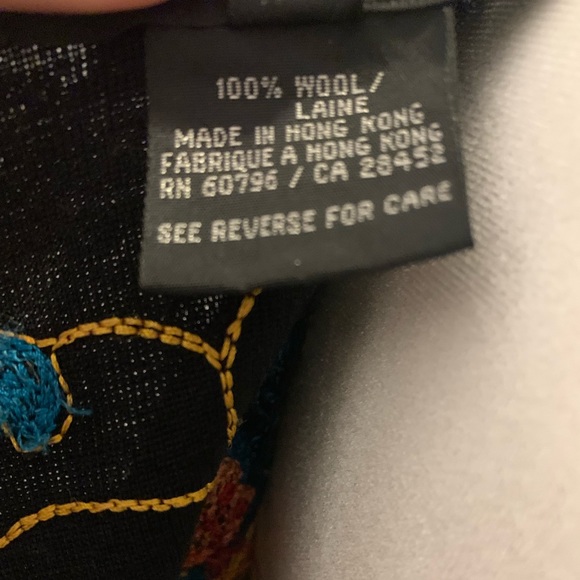 100% WOOL/
LAINE
MADE IN HONG KONG
FABRIQUE A HONG KONG
RN 60796 / CA 28452
SEE REVERSE FOR CARE